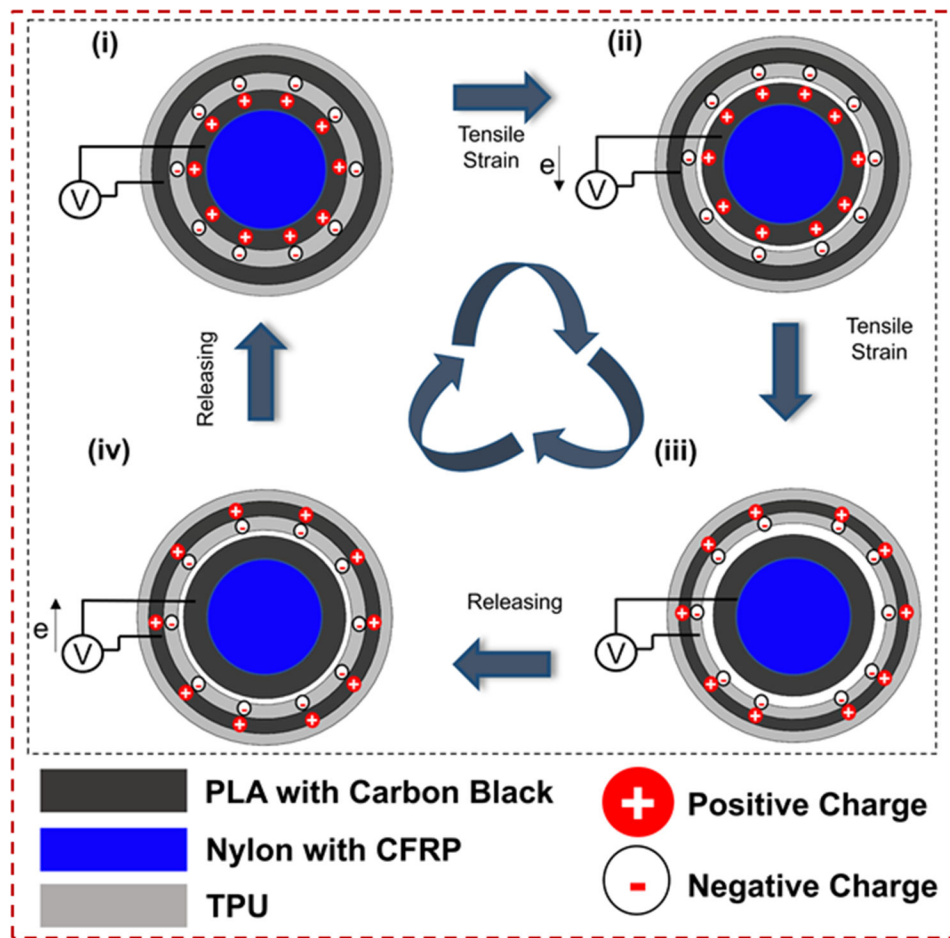 (i)
(ii)
Tensile
Strain
e
V
V
Releasing
Tensile
Strain
(iv)
(iii)
e
Releasing
V
V
PLA with Carbon Black
Positive Charge
Nylon with CFRP
Negative Charge
TPU